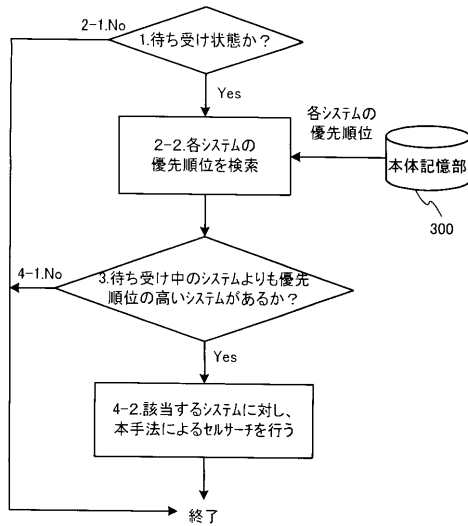 2-1.No
1.待ち受け状態か?
Yes
各システムの
優先順位
2-2.各システムの
優先順位を検索
本体記憶部
300
4-1.No
3.待ち受け中のシステムよりも優先
順位の高いシステムがあるか?
Yes
4-2.該当するシステムに対し、
本手法によるセルサーチを行う
終了